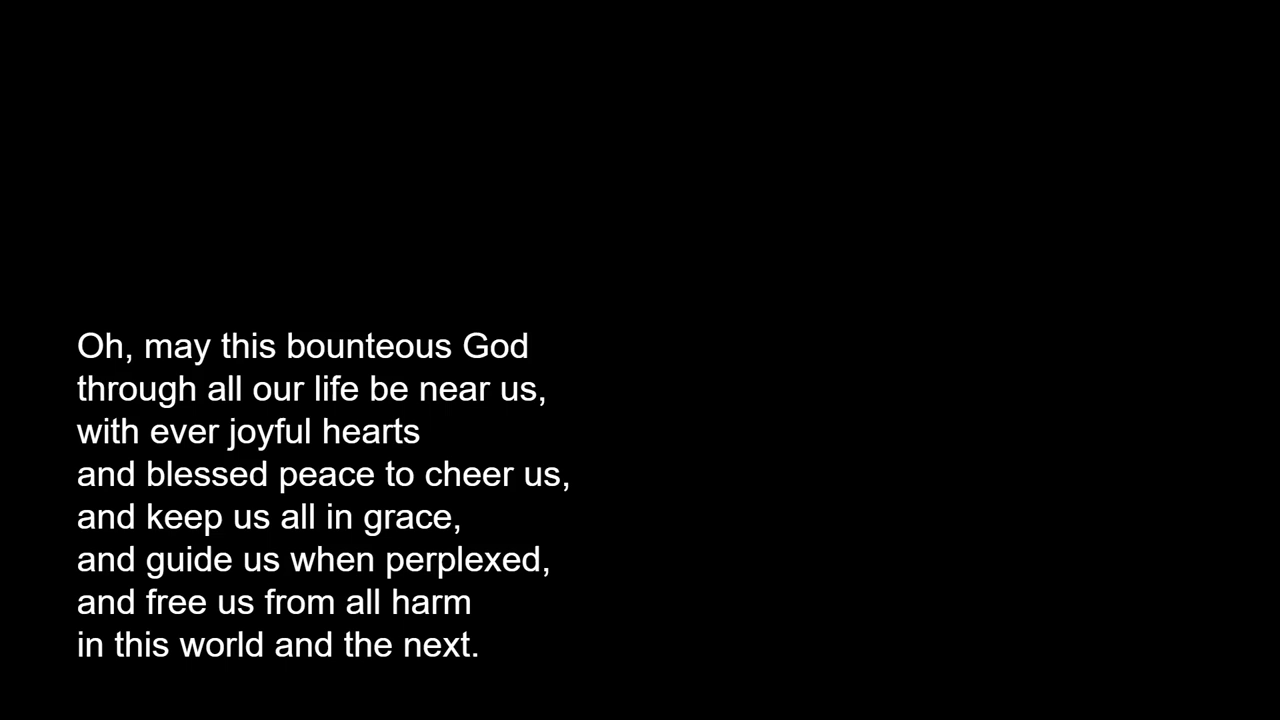 Oh, may this bounteous God
through all our life be near us,
with ever joyful hearts
and blessed peace to cheer us,
and keep us all in grace,
and guide us when perplexed,
and free us from all harm
in this world and the next.